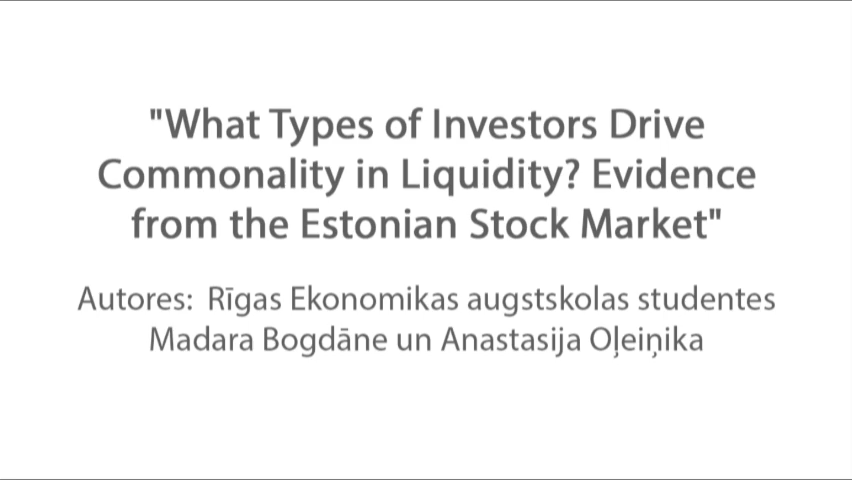 "What Types of Investors Drive
Commonality in Liquidity? Evidence
from the Estonian Stock Market"
Autores:  Rīgas Ekonomikas augstskolas studentes
Madara Bogdāne un Anastasija Oļeiņika